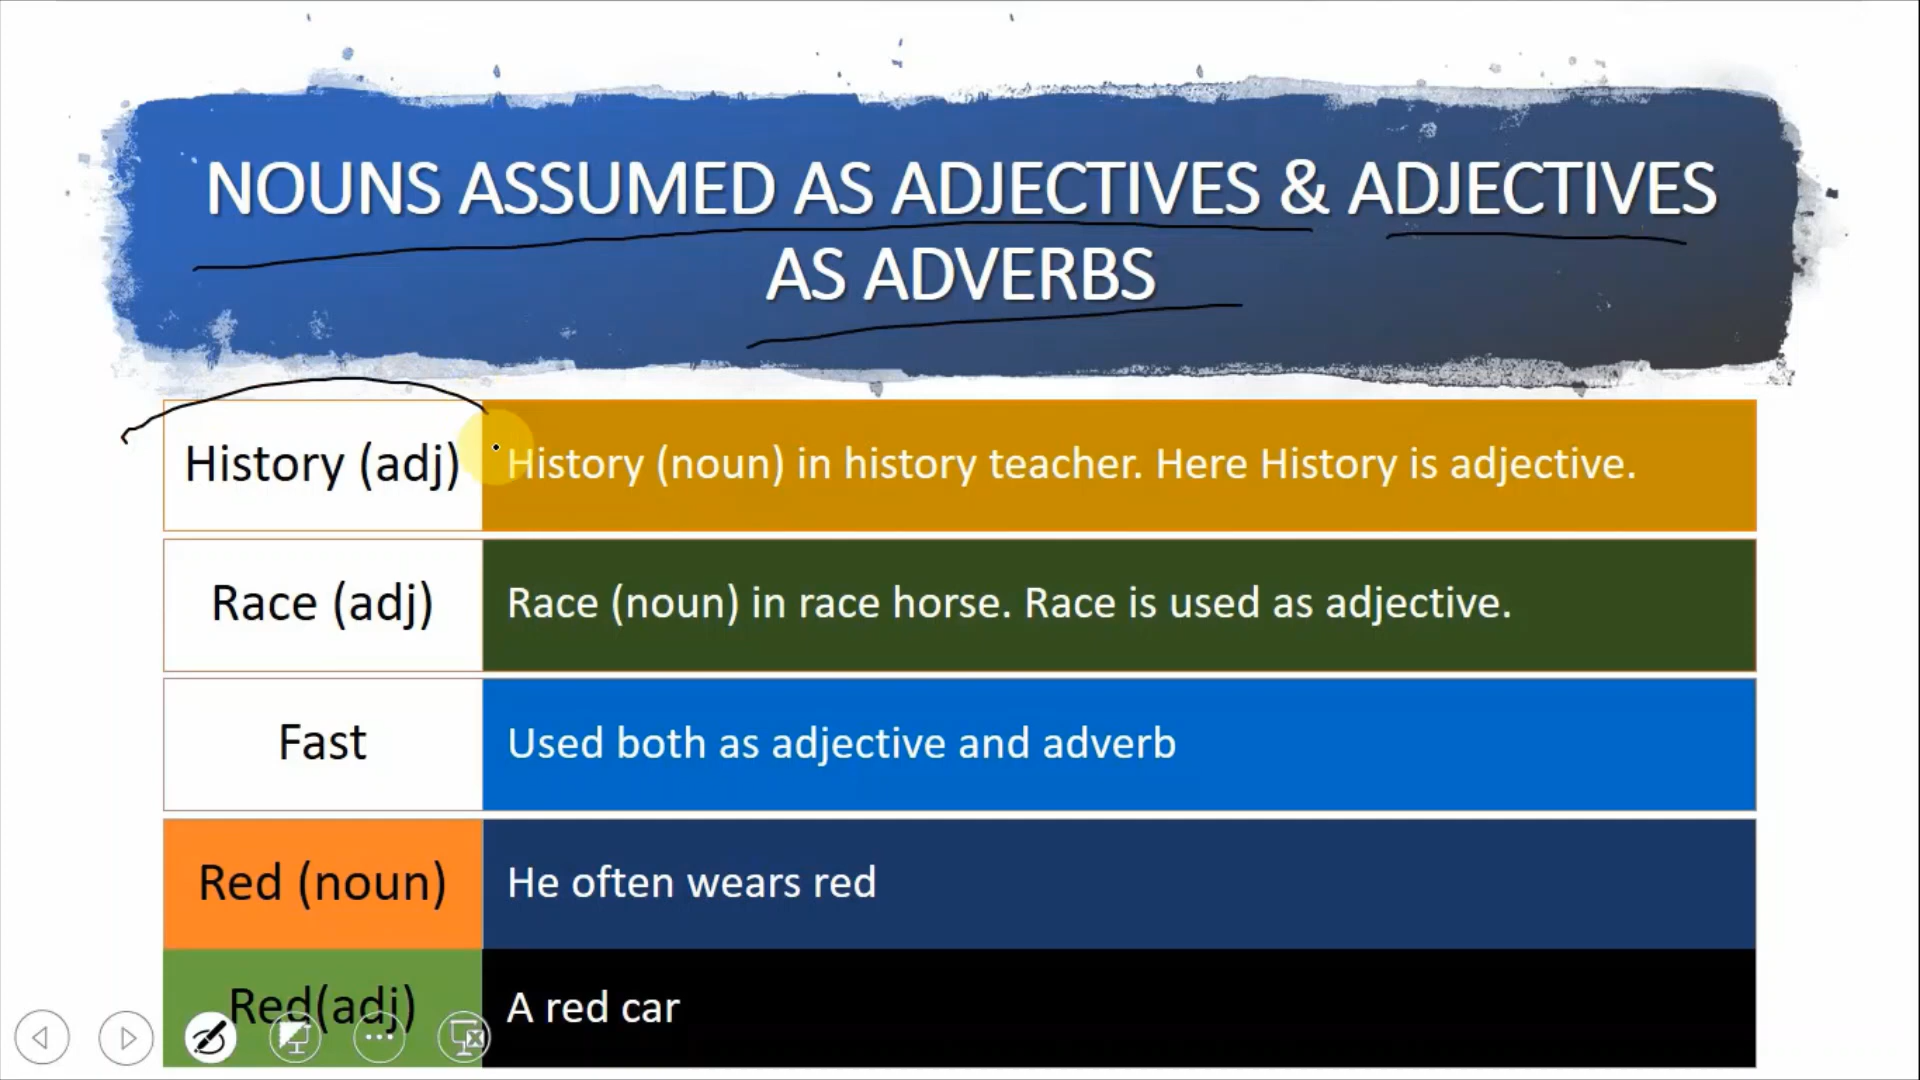 NOUNS ASSUMED AS ADJECTIVES & ADJECTIVES
AS ADVERBS
History (adj)
History (noun) in history teacher. Here History is adjective.
Race (adj)
Race (noun) in race horse. Race is used as adjective.
Fast
Used both as adjective and adverb
Red (noun)
He often wears red
Red(adj)
A red car